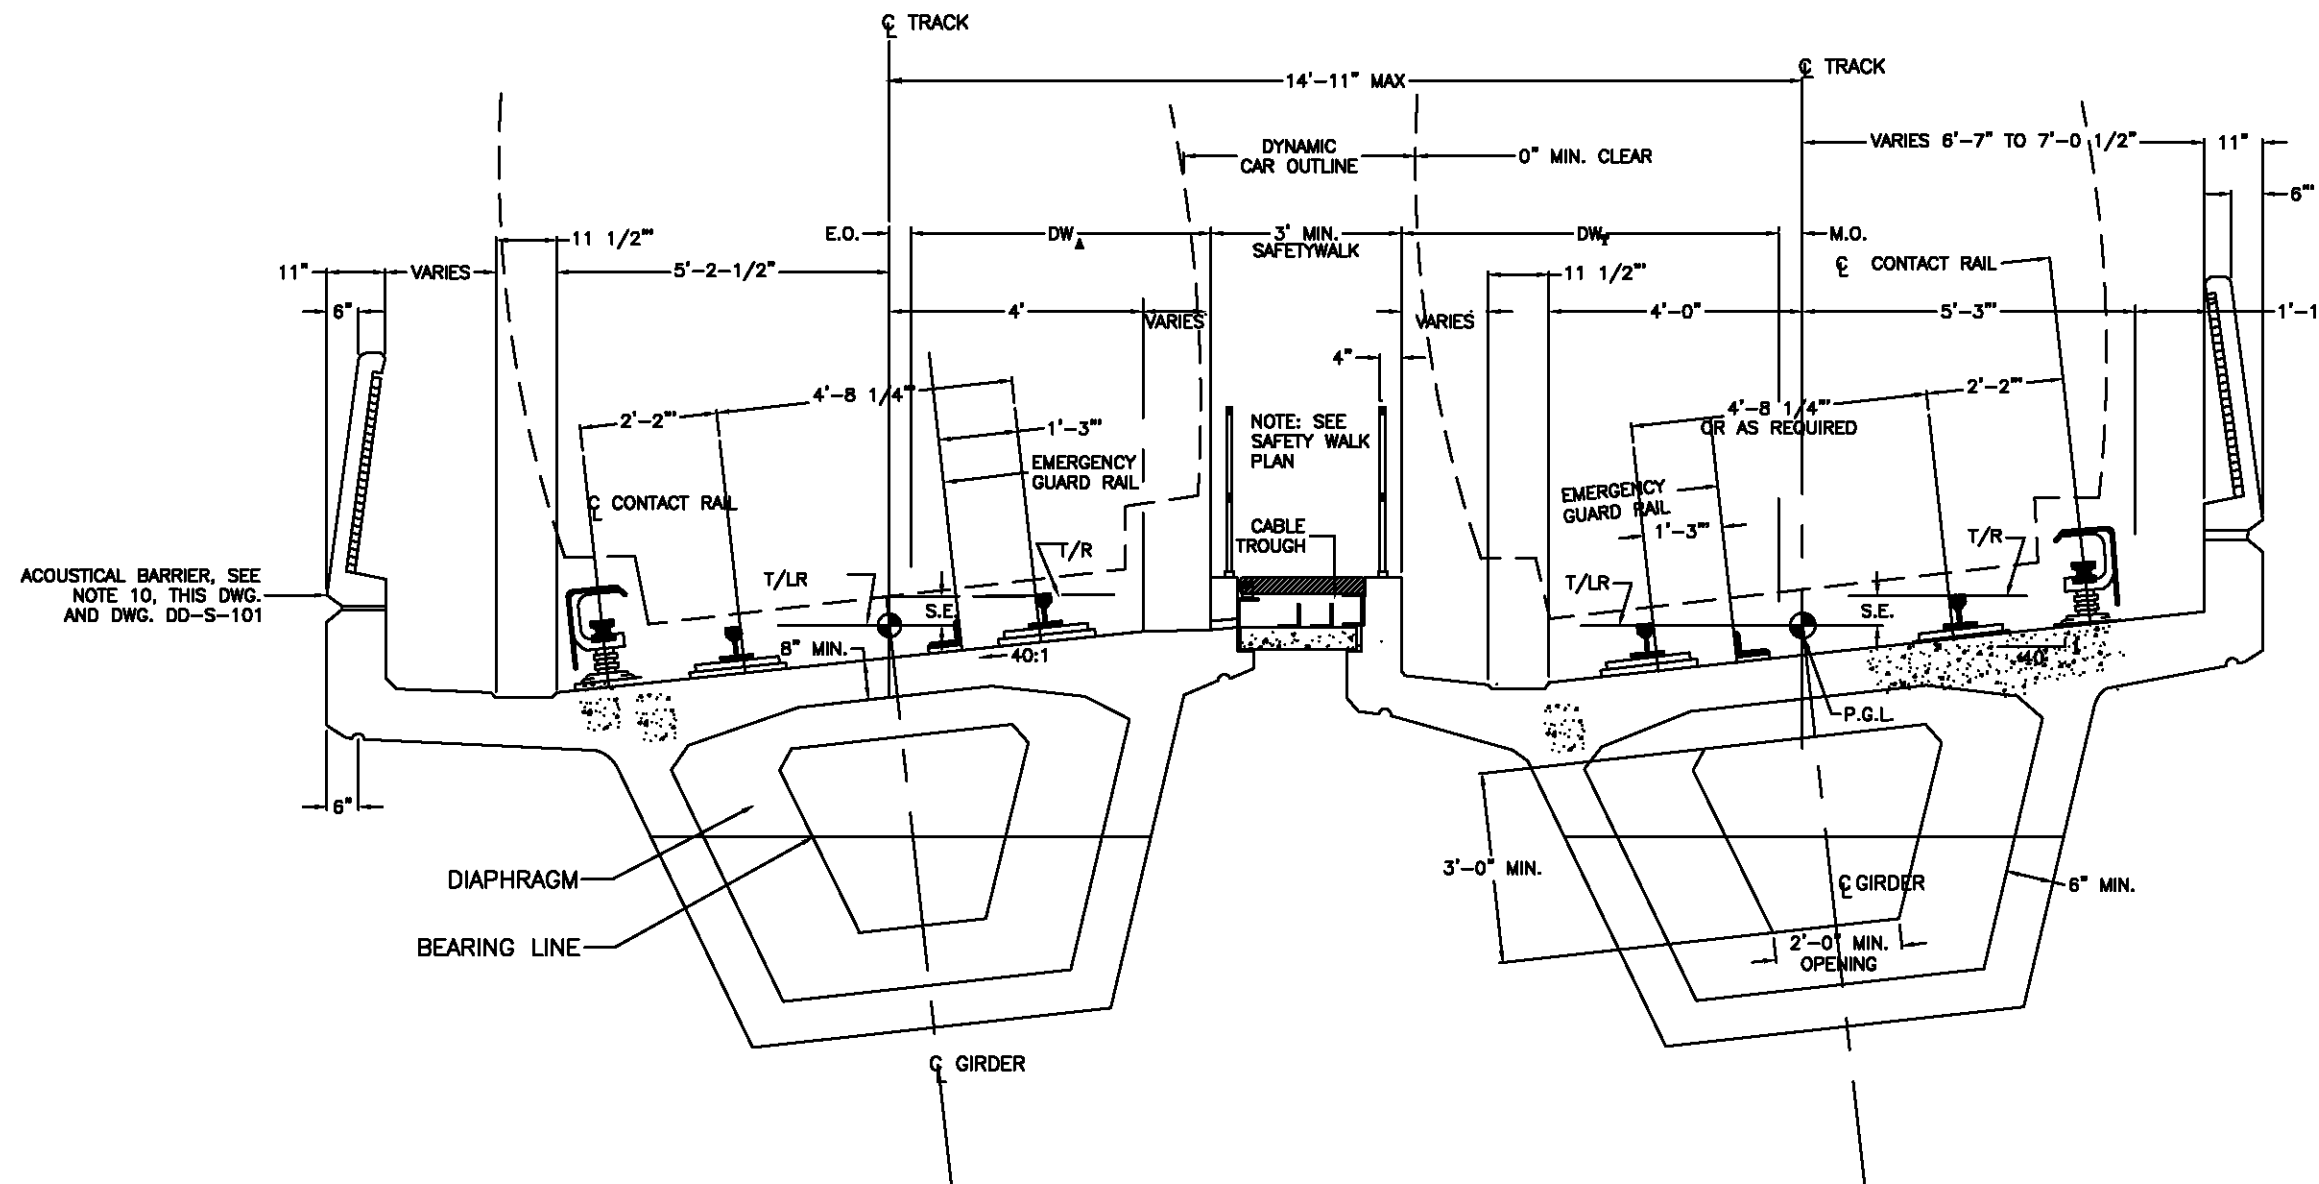 ℄ TRACK
℄ TRACK
14'-11" MAX
VARIES 6'-7" TO 7'-0 1/2"
11"
DYNAMIC
CAR OUTLINE
0" MIN. CLEAR
6'"
11 1/2'"
E.O.
DW
3' MIN.
SAFETYWALK
DW
M.O.
11"
VARIES
5'-2-1/2"
11 1/2'"
℄ CONTACT RAIL
6"
4'
VARIES
VARIES
4'-0"
5'-3'"
1'-1
4"
2'-2'"
4'-8 1/4'"
1'-3'"
NOTE: SEE
SAFETY WALK
PLAN
4'-8 1/4'"
OR AS REQUIRED
2'-2'"
EMERGENCY
GUARD RAIL
EMERGENCY
GUARD RAIL
1'-3'"
℄ CONTACT RAIL
CABLE
TROUGH
T/R
T/R
ACOUSTICAL BARRIER, SEE
NOTE 10, THIS DWG.
AND DWG. DD-S-101
T/LR
T/LR
S.E.
S.E.
8" MIN.
40:1
40 1
P.G.L.
6"
DIAPHRAGM
3'-0" MIN.
℄ GIRDER
6" MIN.
BEARING LINE
2'-0" MIN.
OPENING
℄ GIRDER